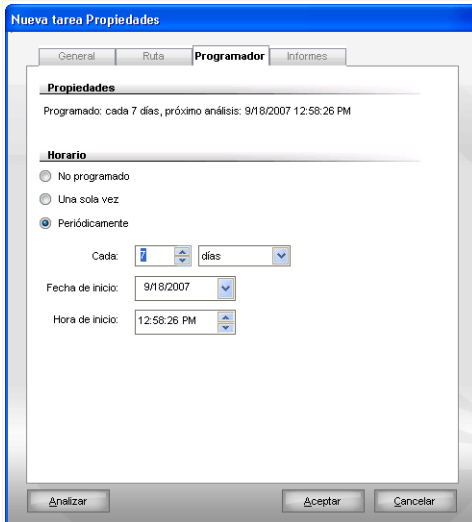 Nueva tarea Propiedades
General Ruta Programador Informes
Propiedades
Programado: cada 7 días, próximo análisis: 9/18/2007 12:58:26 PM
Horario
No programado
Una sola vez
Periódicamente
Cada: 7 días
Fecha de inicio: 9/18/2007
Hora de inicio: 12:58:26 PM
Analizar Aceptar Cancelar